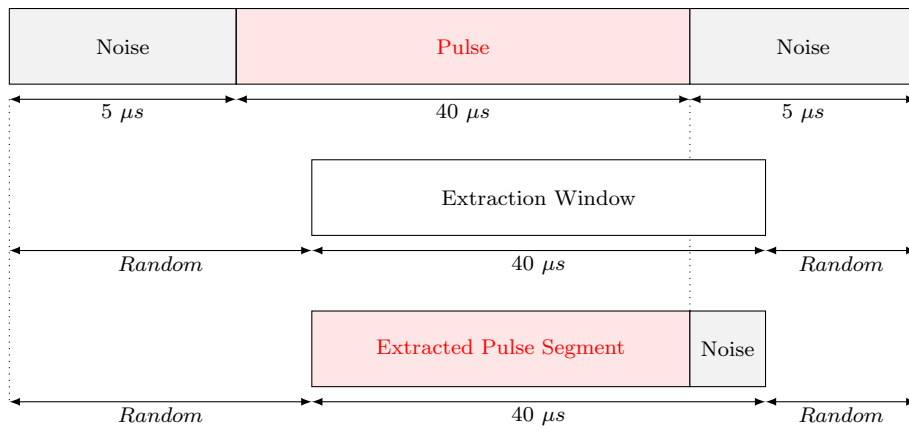 Noise Pulse Noise
5 μs 40 μs 5 μs
Extraction Window
Random 40 μs Random
Extracted Pulse Segment Noise
Random 40 μs Random